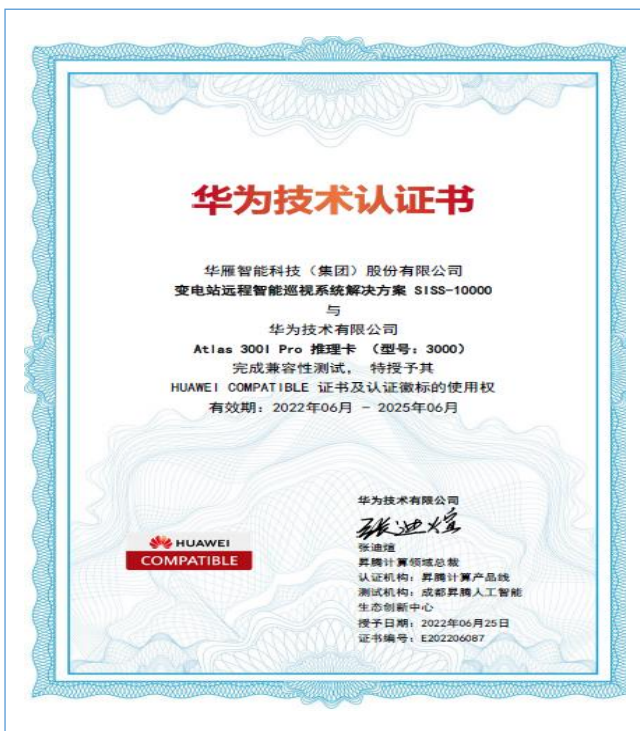 华为技术认证书
华雁智能科技（集团）股份有限公司
变电站远程智能巡视系统解决方案 SISS-10000
与
华为技术有限公司
Atlas 300I Pro 推理卡 （型号：3000）
完成兼容性测试， 特授予其
HUAWEI COMPATIBLE 证书及认证徽标的使用权
有效期：2022年06月 - 2025年06月
华为技术有限公司
张迪煊
张迪煊
昇腾计算领域总裁
认证机构：昇腾计算产品线
测试机构：成都昇腾人工智能
生态创新中心
授予日期：2022年06月25日
证书编号：E202206087
HUAWEI
COMPATIBLE